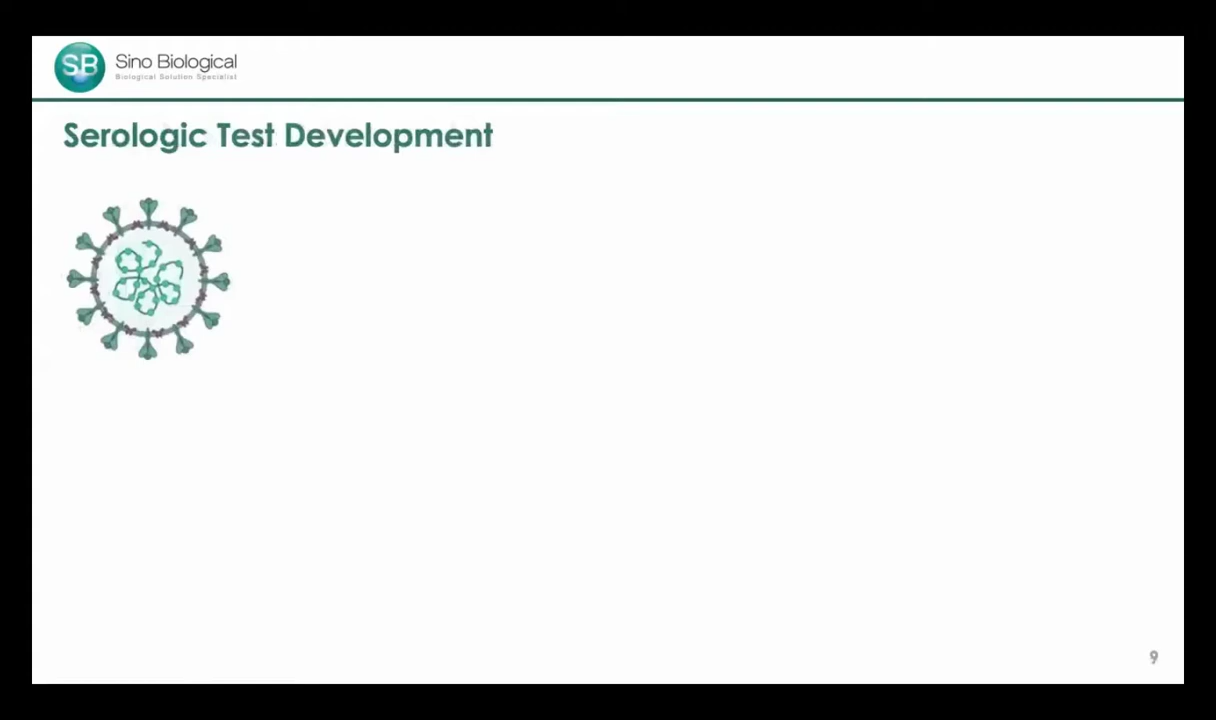 SB
Sino Biological
Biological Solution Specialist
Serologic Test Development
9